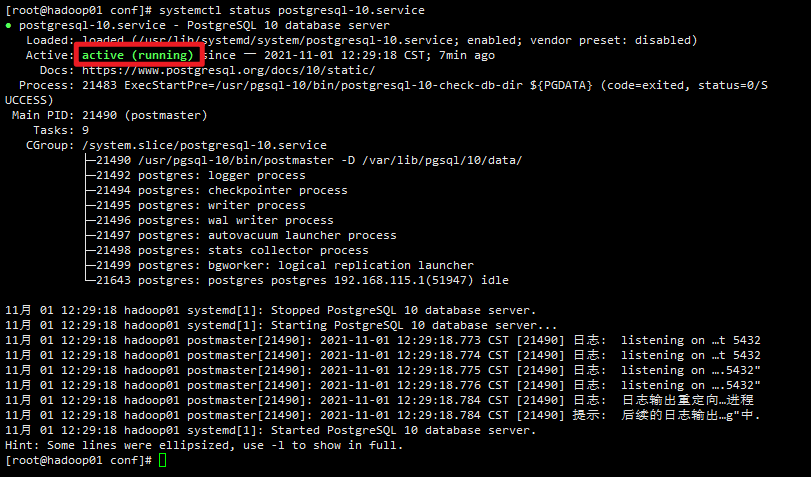 [root@hadoop01 conf]# systemctl status postgresql-10.service
● postgresql-10.service - PostgreSQL 10 database server
Loaded: loaded (/usr/lib/systemd/system/postgresql-10.service; enabled; vendor preset: disabled)
Active: active (running) since 一 2021-11-01 12:29:18 CST; 7min ago
Docs: https://www.postgresql.org/docs/10/static/
Process: 21483 ExecStartPre=/usr/pgsql-10/bin/postgresql-10-check-db-dir ${PGDATA} (code=exited, status=0/S
UCCESS)
Main PID: 21490 (postmaster)
Tasks: 9
CGroup: /system.slice/postgresql-10.service
├─21490 /usr/pgsql-10/bin/postmaster -D /var/lib/pgsql/10/data/
├─21492 postgres: logger process
├─21494 postgres: checkpointer process
├─21495 postgres: writer process
├─21496 postgres: wal writer process
├─21497 postgres: autovacuum launcher process
├─21498 postgres: stats collector process
├─21499 postgres: bgworker: logical replication launcher
└─21643 postgres: postgres postgres 192.168.115.1(51947) idle
11月 01 12:29:18 hadoop01 systemd[1]: Stopped PostgreSQL 10 database server.
11月 01 12:29:18 hadoop01 systemd[1]: Starting PostgreSQL 10 database server...
11月 01 12:29:18 hadoop01 postmaster[21490]: 2021-11-01 12:29:18.773 CST [21490] 日志: listening on …t 5432
11月 01 12:29:18 hadoop01 postmaster[21490]: 2021-11-01 12:29:18.774 CST [21490] 日志: listening on …t 5432
11月 01 12:29:18 hadoop01 postmaster[21490]: 2021-11-01 12:29:18.775 CST [21490] 日志: listening on ….5432"
11月 01 12:29:18 hadoop01 postmaster[21490]: 2021-11-01 12:29:18.776 CST [21490] 日志: listening on ….5432"
11月 01 12:29:18 hadoop01 postmaster[21490]: 2021-11-01 12:29:18.784 CST [21490] 日志: 日志输出重定向…进程
11月 01 12:29:18 hadoop01 postmaster[21490]: 2021-11-01 12:29:18.784 CST [21490] 提示: 后续的日志输出…g"中.
11月 01 12:29:18 hadoop01 systemd[1]: Started PostgreSQL 10 database server.
Hint: Some lines were ellipsized, use -l to show in full.
[root@hadoop01 conf]#